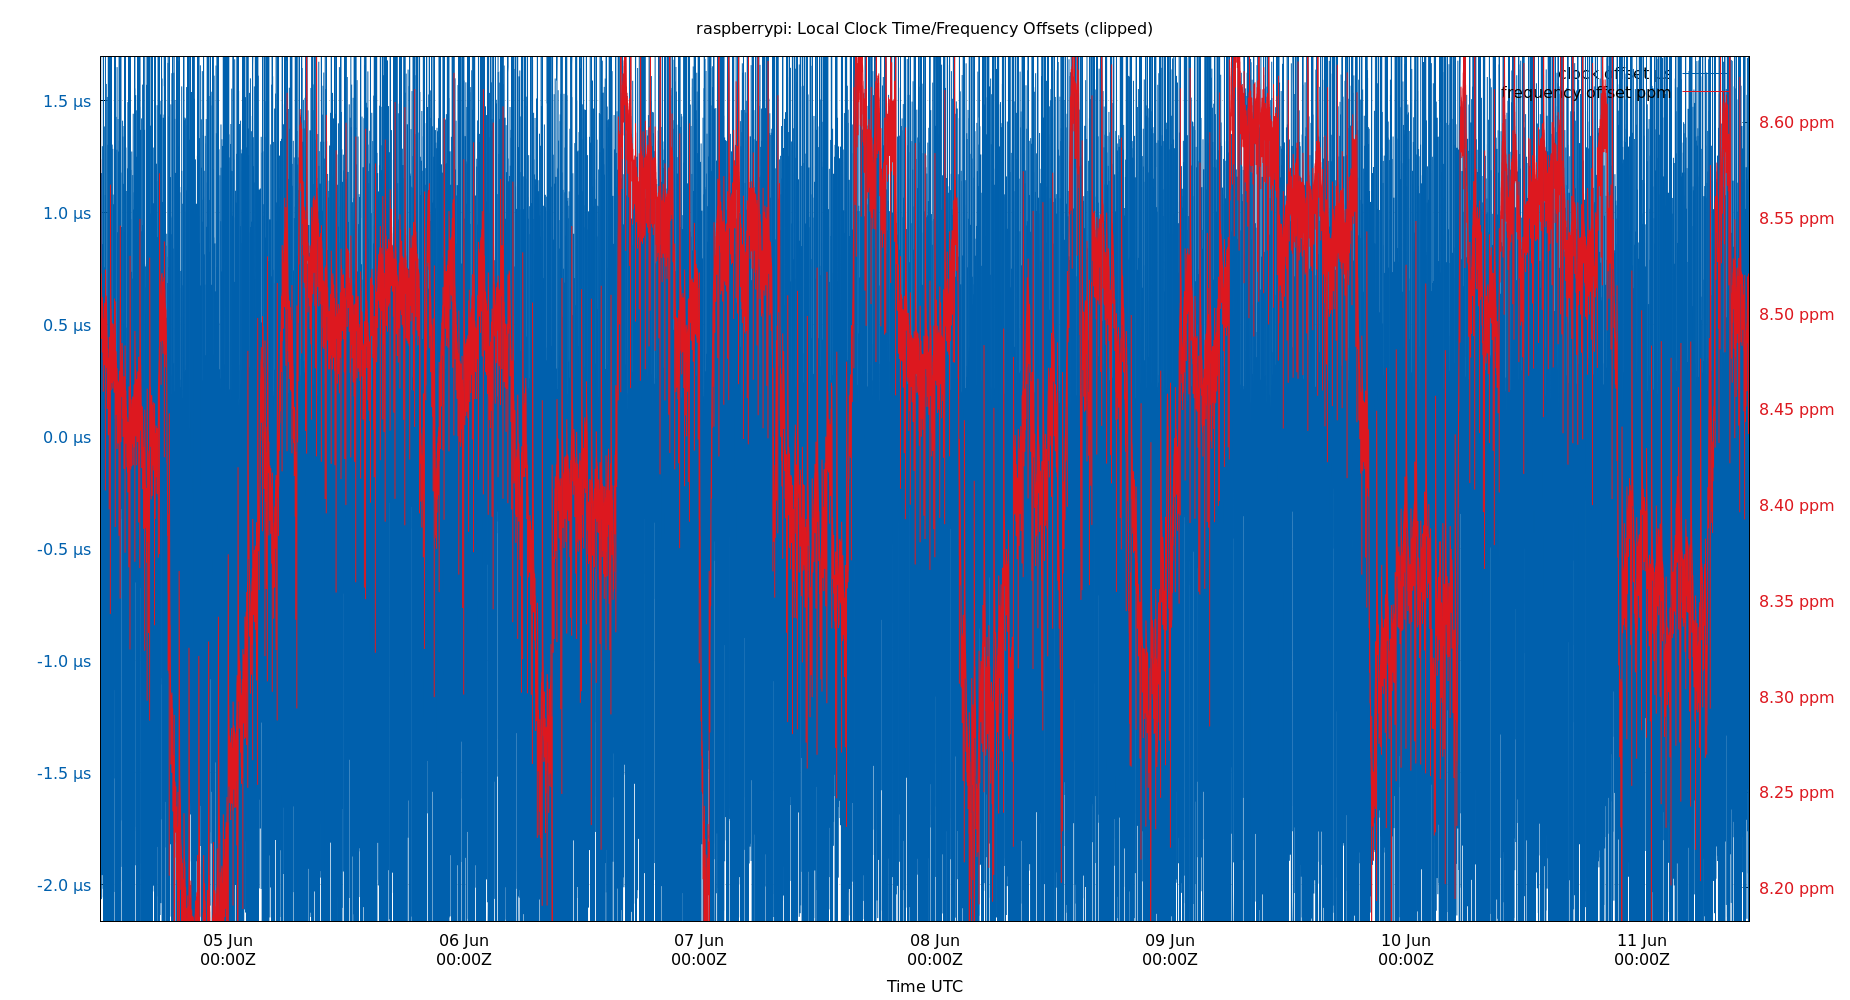 raspberrypi: Local Clock Time/Frequency Offsets (clipped)
clock offset µs
frequency offset ppm
1.5 µs
1.0 µs
0.5 µs
0.0 µs
-0.5 µs
-1.0 µs
-1.5 µs
-2.0 µs
8.60 ppm
8.55 ppm
8.50 ppm
8.45 ppm
8.40 ppm
8.35 ppm
8.30 ppm
8.25 ppm
8.20 ppm
05 Jun 06 Jun 07 Jun 08 Jun 09 Jun 10 Jun 11 Jun
00:00Z 00:00Z 00:00Z 00:00Z 00:00Z 00:00Z 00:00Z
Time UTC